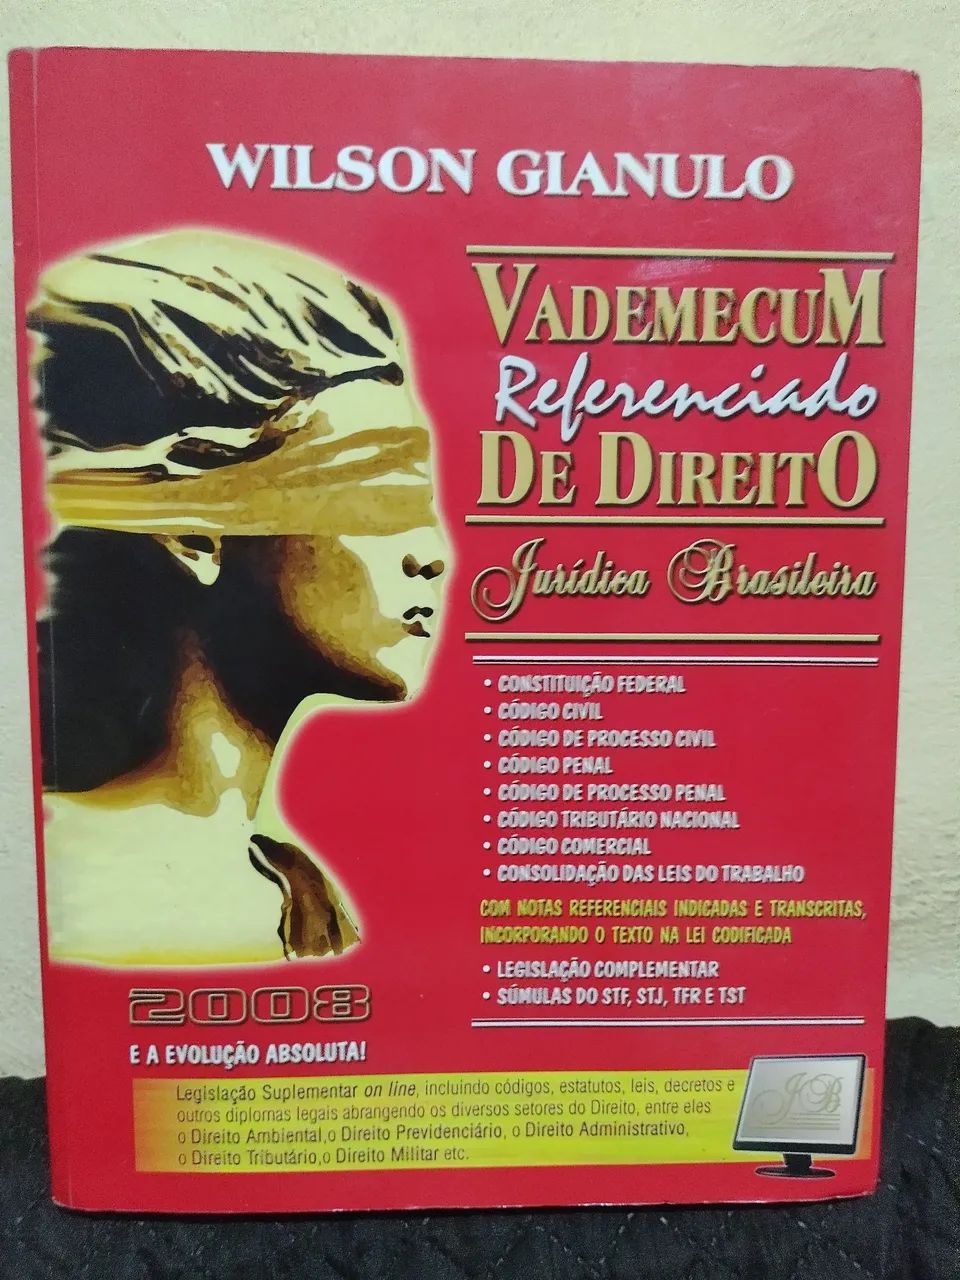 WILSON GIANULO
VADEMECUM
Referenciado
DE DIREITO
Jurídica Brasileira
• CONSTITUIÇÃO FEDERAL
• CÓDIGO CIVIL
• CÓDIGO DE PROCESSO CIVIL
• CÓDIGO PENAL
• CÓDIGO DE PROCESSO PENAL
• CÓDIGO TRIBUTÁRIO NACIONAL
• CÓDIGO COMERCIAL
• CONSOLIDAÇÃO DAS LEIS DO TRABALHO
COM NOTAS REFERENCIAIS INDICADAS E TRANSCRITAS,
INCORPORANDO O TEXTO NA LEI CODIFICADA
• LEGISLAÇÃO COMPLEMENTAR
• SÚMULAS DO STF, STJ, TFR E TST
2008
E A EVOLUÇÃO ABSOLUTA!
Legislação Suplementar on line, incluindo códigos, estatutos, leis, decretos e
outros diplomas legais abrangendo os diversos setores do Direito, entre eles
o Direito Ambiental,o Direito Previdenciário, o Direito Administrativo,
o Direito Tributário,o Direito Militar etc.
JB